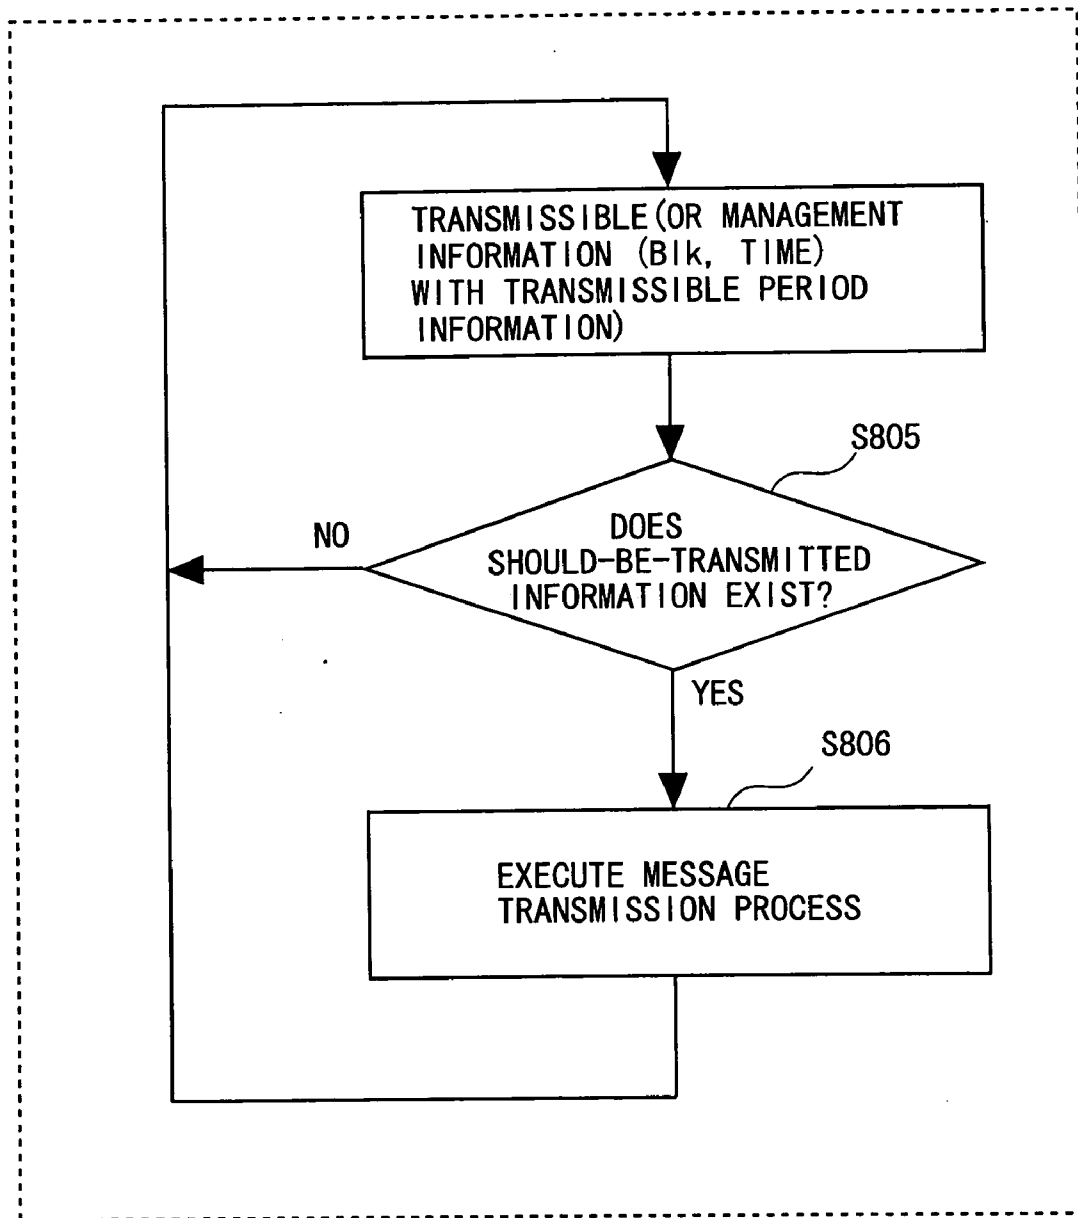 TRANSMISSIBLE(OR MANAGEMENT
INFORMATION (Blk, TIME)
WITH TRANSMISSIBLE PERIOD
INFORMATION)
S805
NO
DOES
SHOULD-BE-TRANSMITTED
INFORMATION EXIST?
YES
S806
EXECUTE MESSAGE
TRANSMISSION PROCESS